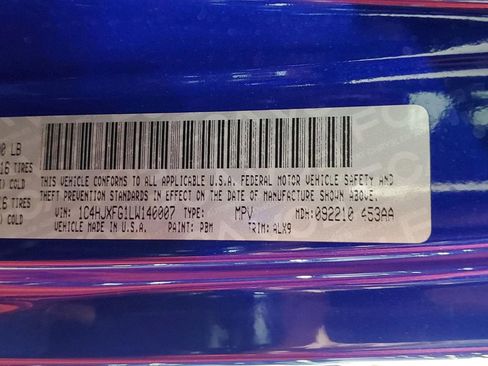 0 LB
16 TIRES
THIS VEHICLE CONFORMS TO ALL APPLICABLE U.S.A. FEDERAL MOTOR VEHICLE SAFETY AND
THEFT PREVENTION STANDARDS IN EFFECT ON THE DATE OF MANUFACTURE SHOWN ABOVE.
16 TIRES
VIN: 1C4HJXFG1LW140007 TYPE: MPV MDH:092210 453AA
VEHICLE MADE IN U.S.A. PAINT: PBM TRIM: ALX9